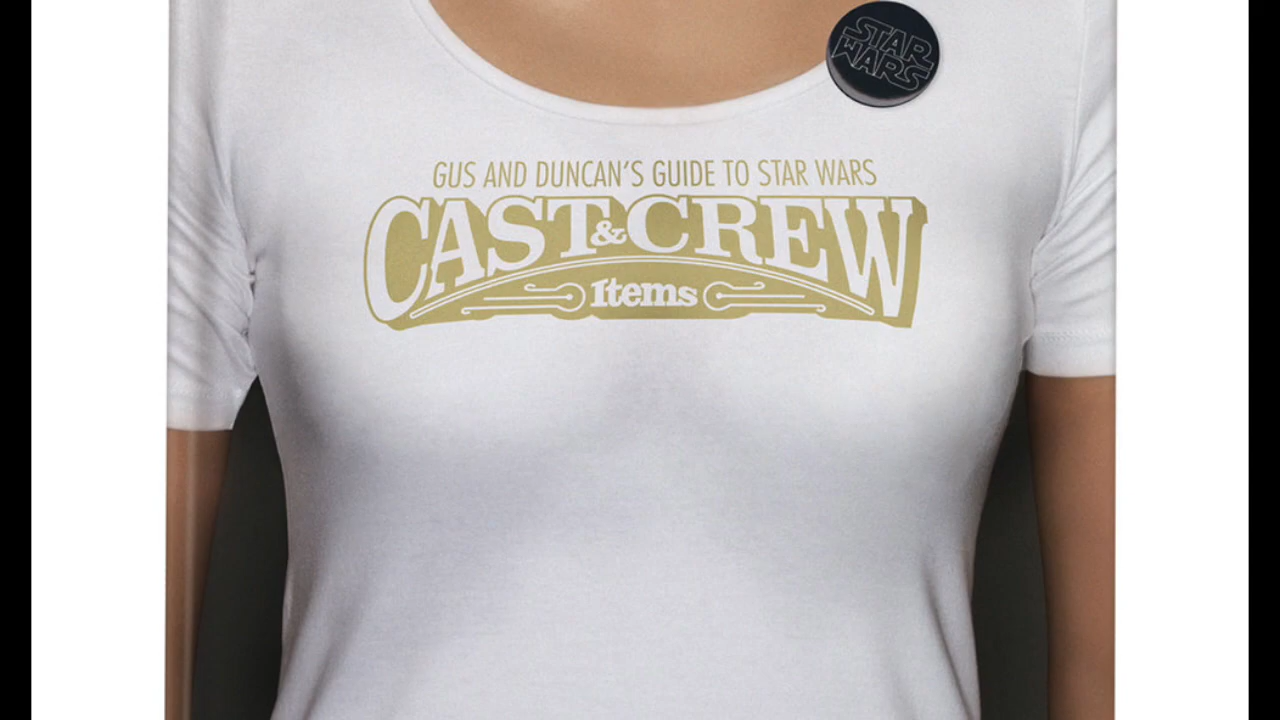 STAR
WARS
GUS AND DUNCAN'S GUIDE TO STAR WARS
CAST & CREW
Items